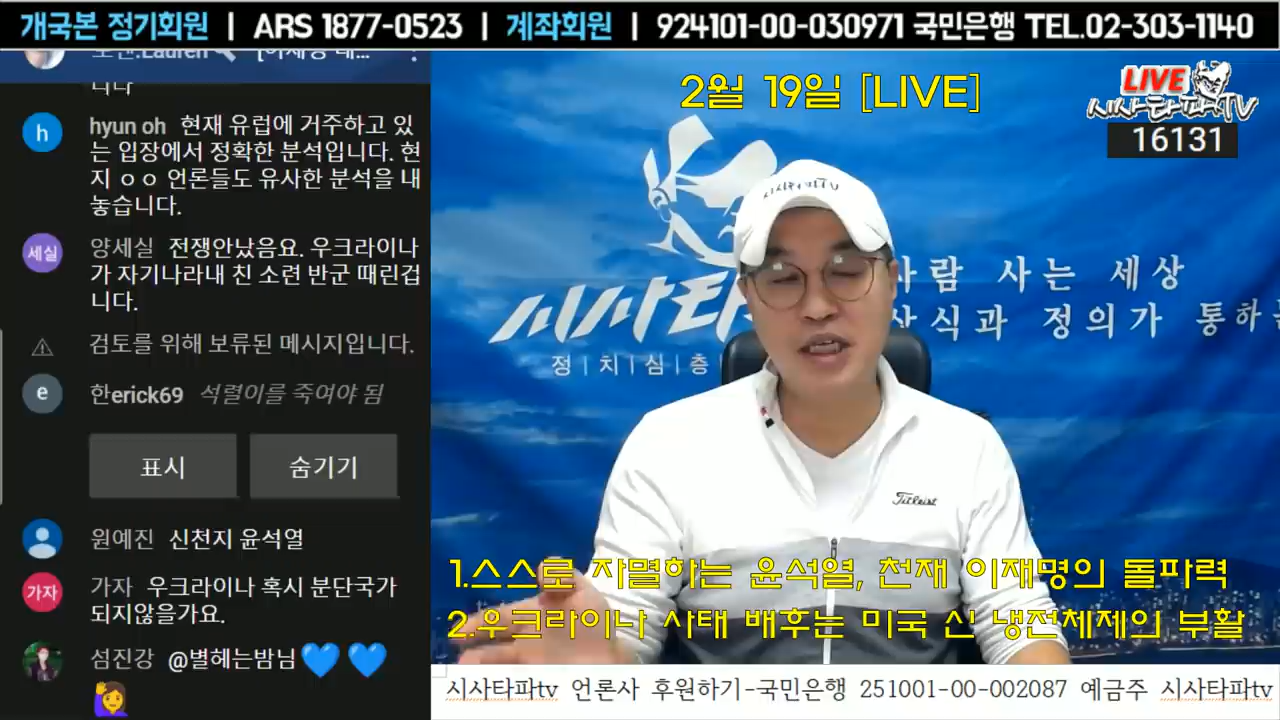 개국본 정기회원 | ARS 1877-0523 | 계좌회원 | 924101-00-030971 국민은행 TEL.02-303-1140
니다
hyun oh 현재 유럽에 거주하고 있
는 입장에서 정확한 분석입니다. 현
지 ㅇㅇ 언론들도 유사한 분석을 내
놓습니다.
세실
양세실 전쟁안났음요. 우크라이나
가 자기나라내 친 소련 반군 때린겁
니다.
검토를 위해 보류된 메시지입니다.
한erick69 석렬이를 죽여야 됨
표시
숨기기
원예진 신천지 윤석열
가자
가자 우크라이나 혹시 분단국가
되지않을가요.
섬진강 @별헤는밤님
2월 19일 [LIVE]
LIVE
시사타파TV
16131
시사타파TV
시사타
사람 사는 세상
상식과 정의가 통하는
정|치|심|층
Titleist
1.스스로 자멸하는 윤석열, 천재 이재명의 돌파력
2.우크라이나 사태 배후는 미국 신 냉전체제의 부활
시사타파tv 언론사 후원하기-국민은행 251001-00-002087 예금주 시사타파tv